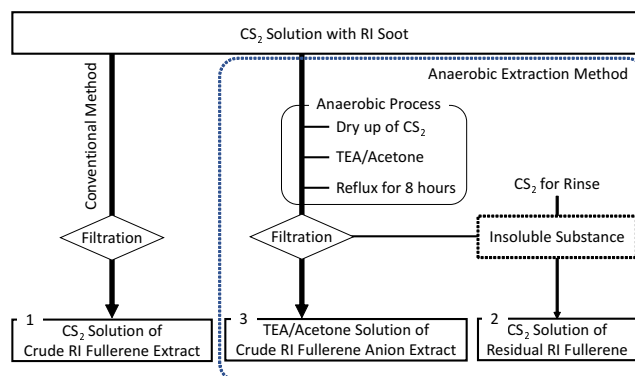 CS₂ Solution with RI Soot
Anaerobic Extraction Method
Conventional Method
Anaerobic Process
Dry up of CS₂
TEA/Acetone
Reflux for 8 hours
CS₂ for Rinse
Filtration
Filtration
Insoluble Substance
1
CS₂ Solution of
Crude RI Fullerene Extract
3
TEA/Acetone Solution of
Crude RI Fullerene Anion Extract
2
CS₂ Solution of
Residual RI Fullerene